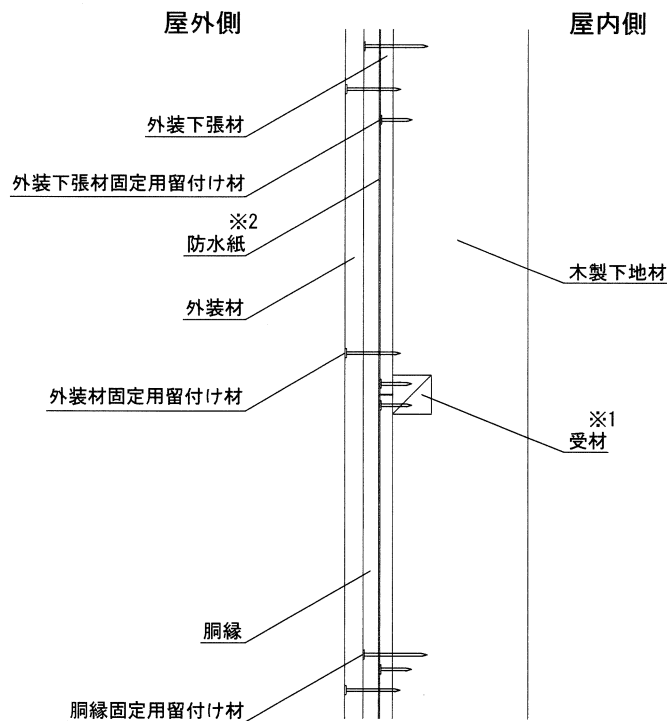 屋外側
屋内側
外装下張材
外装下張材固定用留付け材
※2
防水紙
木製下地材
外装材
外装材固定用留付け材
※1
受材
胴縁
胴縁固定用留付け材